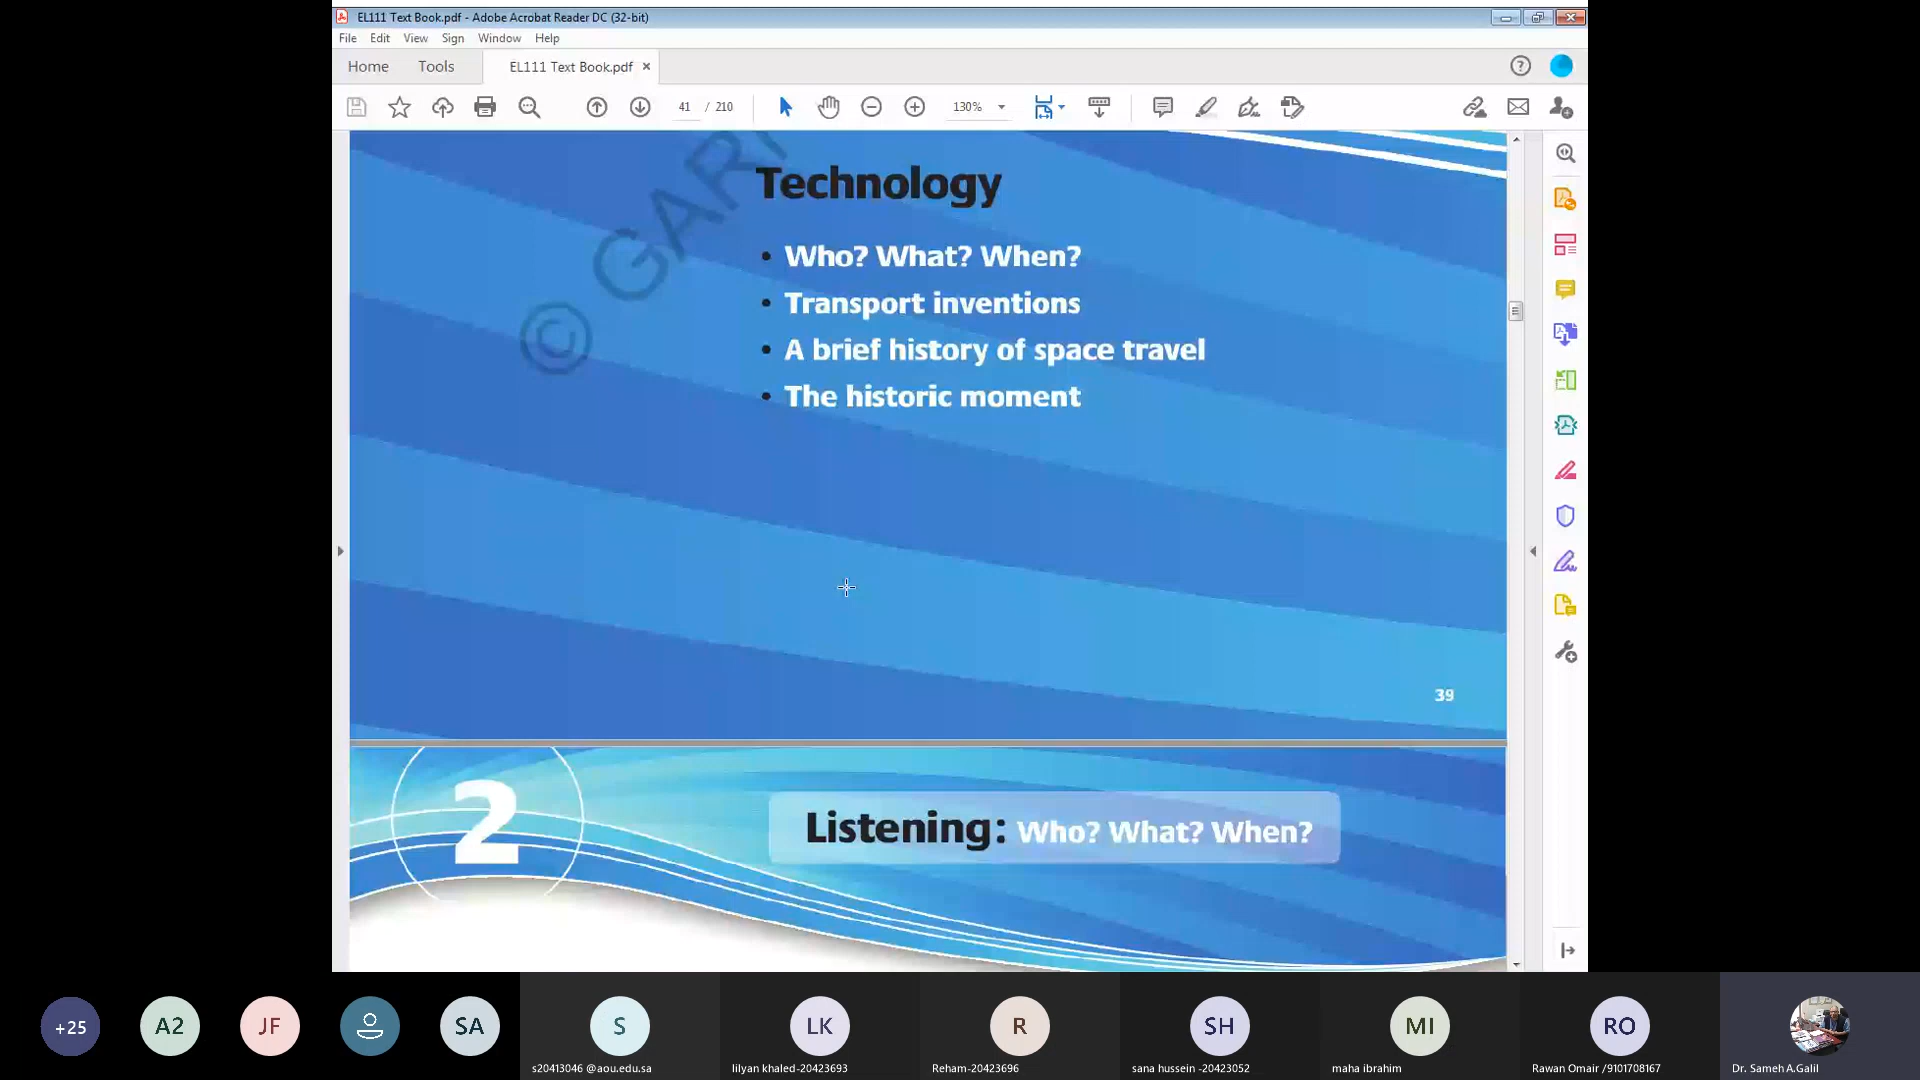 EL111 Text Book.pdf - Adobe Acrobat Reader DC (32-bit)
File Edit View Sign Window Help
Home Tools EL111 Text Book.pdf
41 / 210 130%
Technology
• Who? What? When?
• Transport inventions
• A brief history of space travel
• The historic moment
39
2
Listening: Who? What? When?
+25 A2 JF SA S LK R SH MI RO
s20413046 @aou.edu.sa lilyan khaled-20423693 Reham-20423696 sana hussein -20423052 maha ibrahim Rawan Omair /9101708167 Dr. Sameh A.Galil